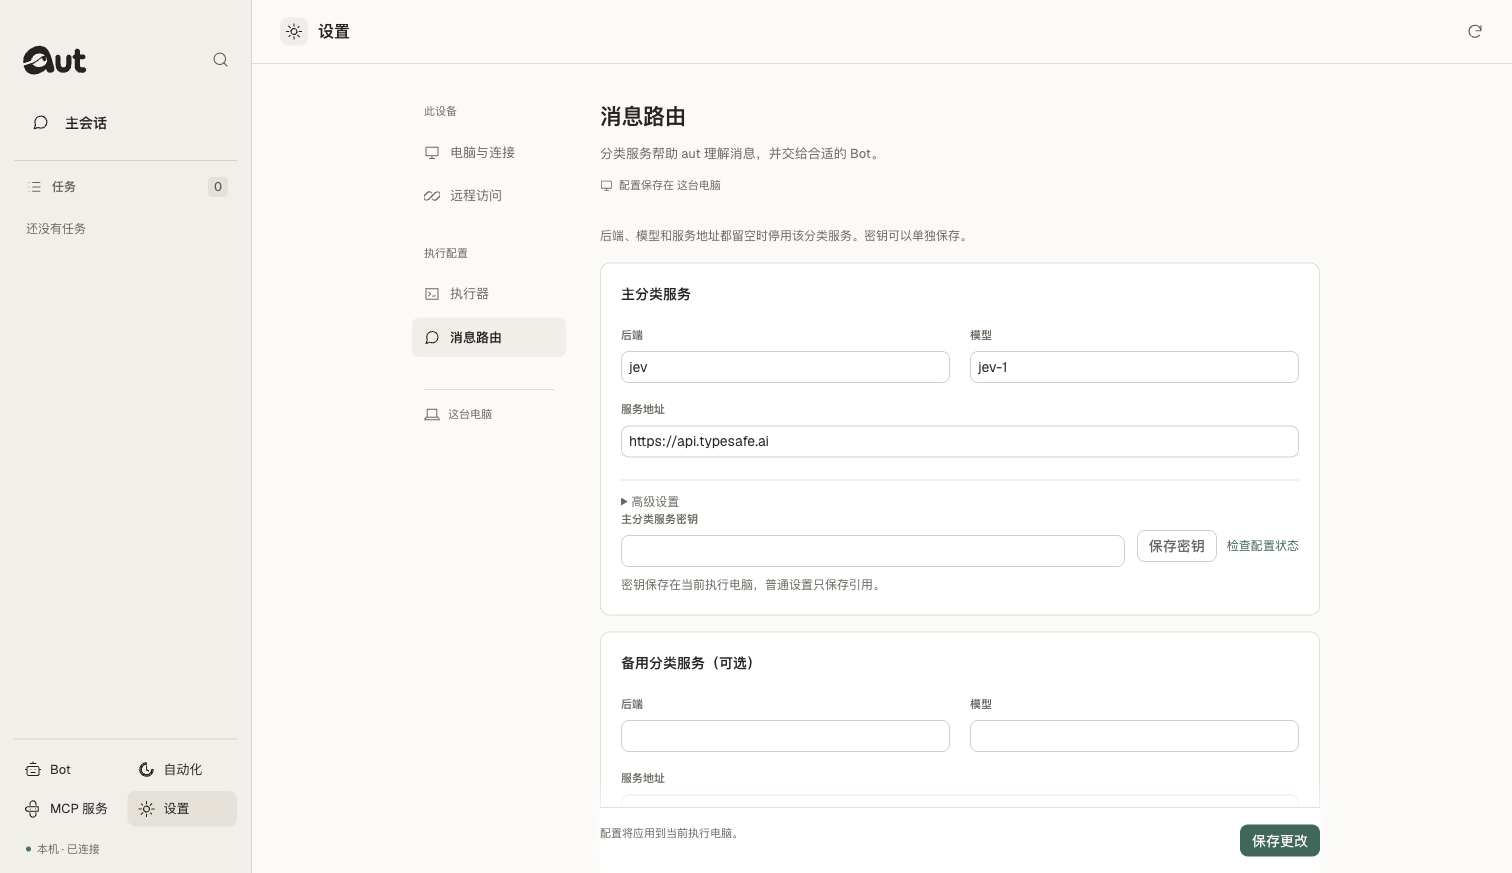 aut
主会话
任务
0
还没有任务
Bot
自动化
MCP 服务
设置
本机 · 已连接
设置
此设备
电脑与连接
远程访问
执行配置
执行器
消息路由
这台电脑
消息路由
分类服务帮助 aut 理解消息，并交给合适的 Bot。
配置保存在 这台电脑
后端、模型和服务地址都留空时停用该分类服务。密钥可以单独保存。
主分类服务
后端
模型
jev
jev-1
服务地址
https://api.typesafe.ai
高级设置
主分类服务密钥
保存密钥
检查配置状态
密钥保存在当前执行电脑，普通设置只保存引用。
备用分类服务（可选）
后端
模型
服务地址
配置将应用到当前执行电脑。
保存更改